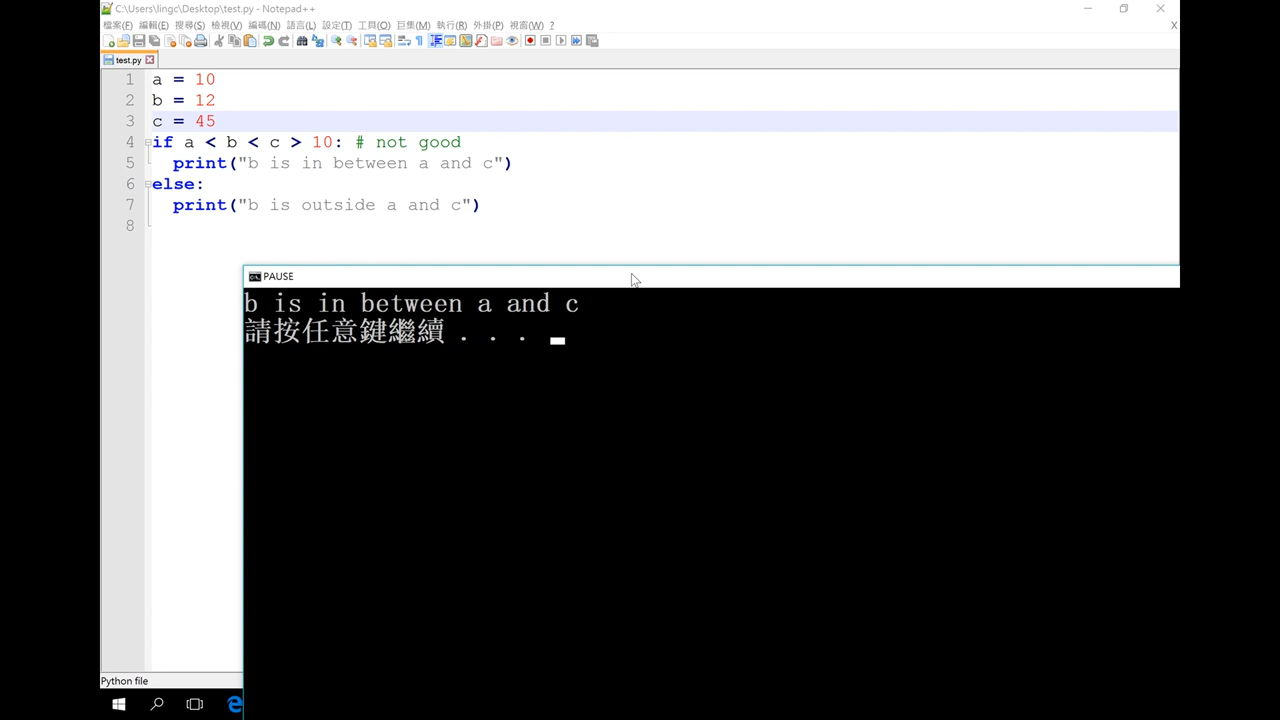 C:\Users\lingc\Desktop\test.py - Notepad++
檔案(F) 編輯(E) 搜尋(S) 檢視(V) 編碼(N) 語言(L) 設定(T) 工具(O) 巨集(M) 執行(R) 外掛(P) 視窗(W) ? X
test.py
1 a = 10
2 b = 12
3 c = 45
4 if a < b < c > 10: # not good
5 print("b is in between a and c")
6 else:
7 print("b is outside a and c")
8
PAUSE
b is in between a and c
請按任意鍵繼續 . . .
Python file